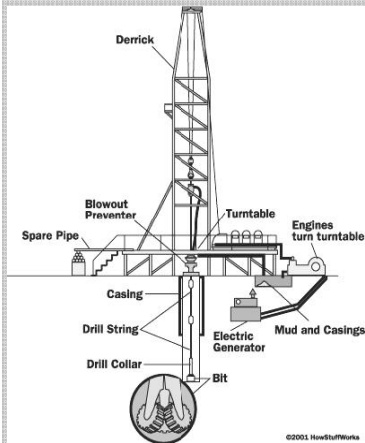 Derrick
Blowout
Preventer
Turntable
Spare Pipe
Engines
turn turntable
Casing
Mud and Casings
Drill String
Electric
Generator
Drill Collar
Bit
©2001 HowStuffWorks